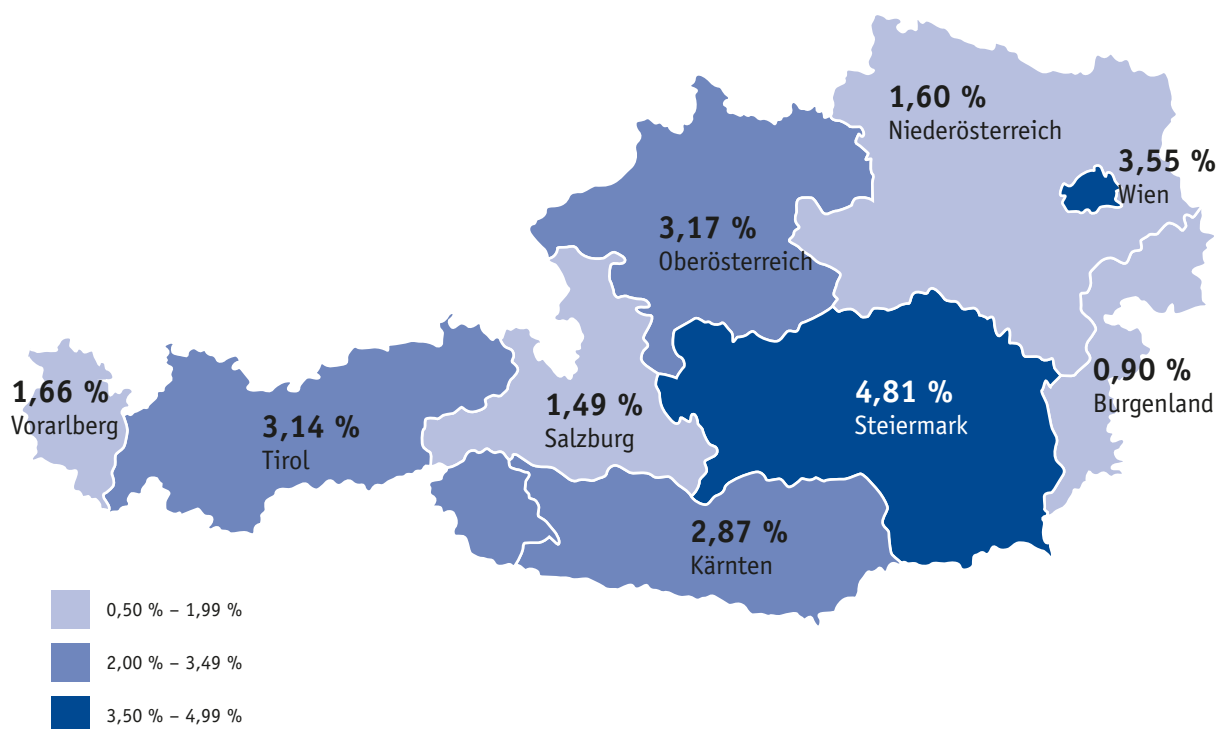 1,60 %
Niederösterreich
3,55 %
Wien
3,17 %
Oberösterreich
1,66 %
Vorarlberg
3,14 %
Tirol
1,49 %
Salzburg
4,81 %
Steiermark
0,90 %
Burgenland
2,87 %
Kärnten
0,50 % – 1,99 %
2,00 % – 3,49 %
3,50 % – 4,99 %